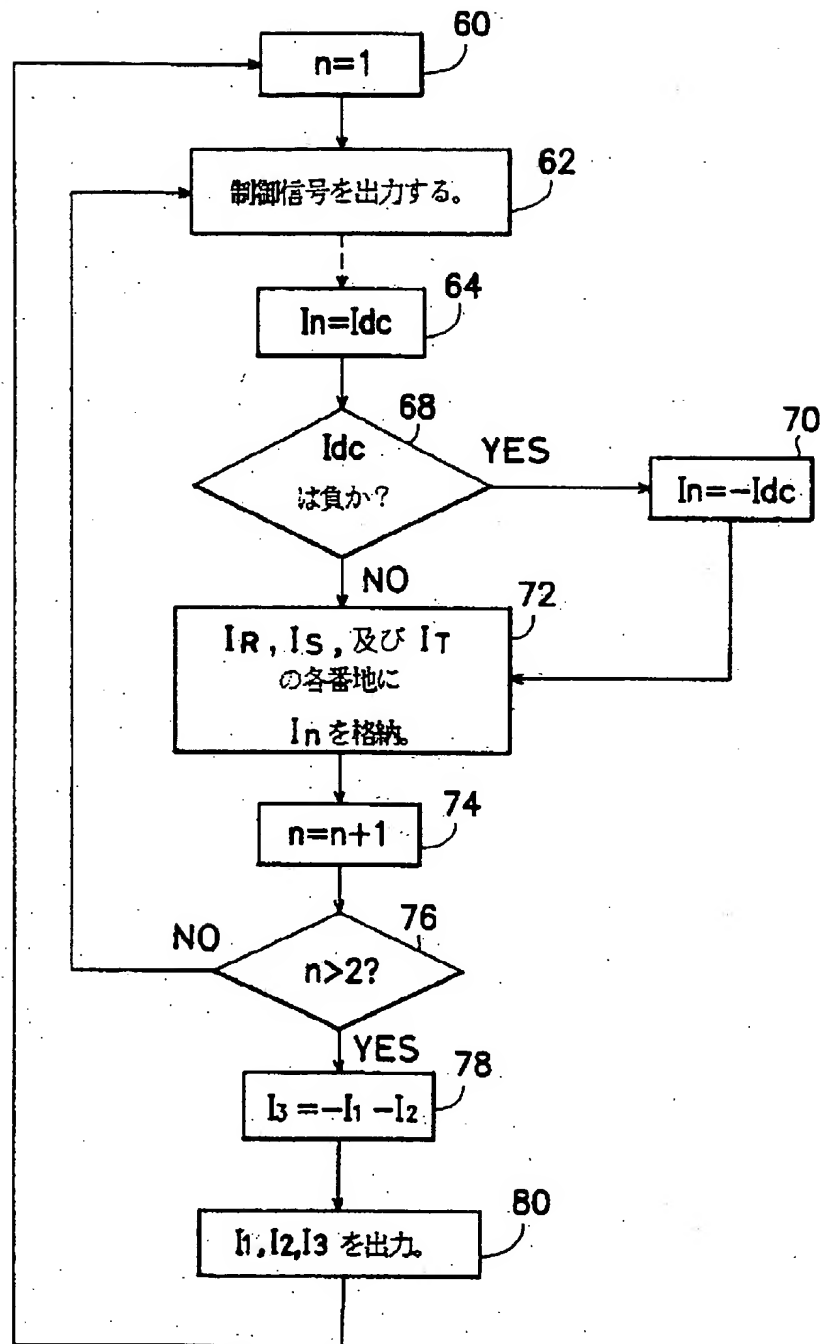 60
n=1
62
制御信号を出力する。
64
In=Idc
68
Idc
は負か?
YES
70
In=-Idc
NO
72
IR, IS, 及び IT
の各番地に
Inを格納。
74
n=n+1
76
NO
n>2?
YES
78
I3=-I1-I2
80
I1,I2,I3 を出力。